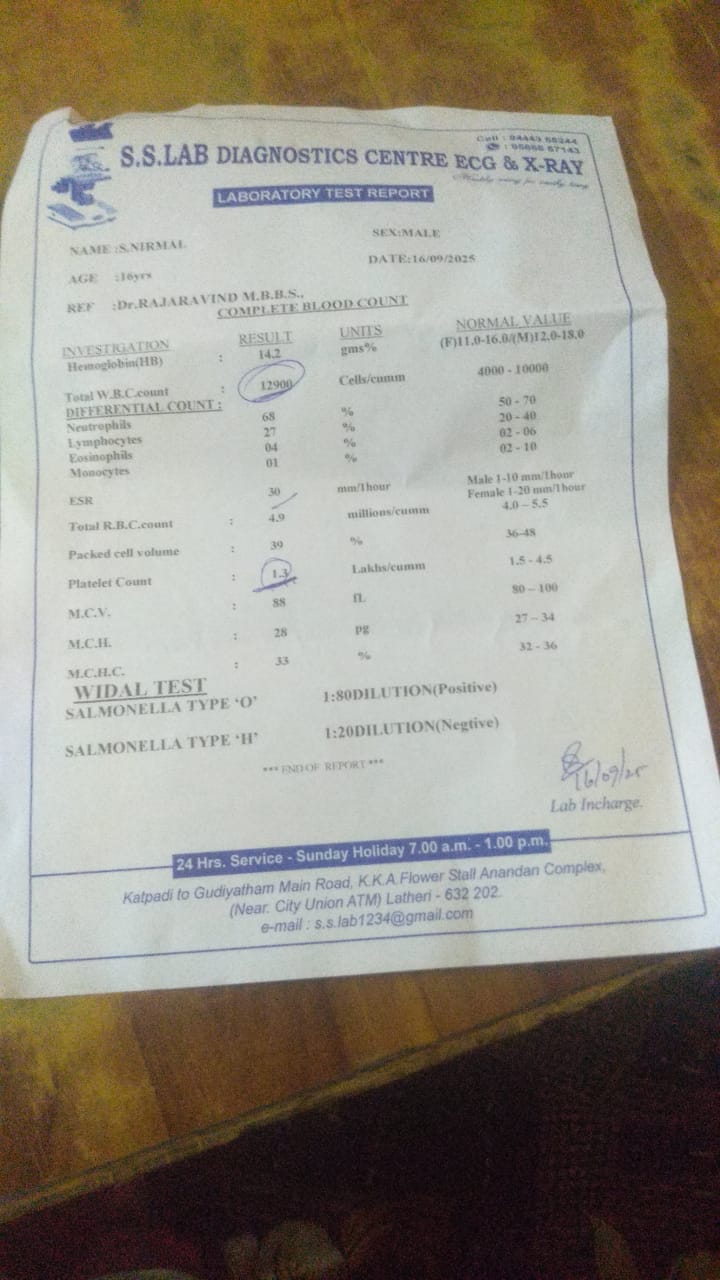 Cell : 94443 56244
: 95666 67143
S.S.LAB DIAGNOSTICS CENTRE ECG & X-RAY
LABORATORY TEST REPORT
NAME :S.NIRMAL SEX:MALE
AGE :16yrs DATE:16/09/2025
REF :Dr.RAJARAVIND M.B.B.S.,
COMPLETE BLOOD COUNT
INVESTIGATION RESULT UNITS NORMAL VALUE
Hemoglobin(HB) : 14.2 gms% (F)11.0-16.0/(M)12.0-18.0
Total W.B.C.count : 12900 Cells/cumm 4000 - 10000
DIFFERENTIAL COUNT :
Neutrophils 68 % 50 - 70
Lymphocytes 27 % 20 - 40
Eosinophils 04 % 02 - 06
Monocytes 01 % 02 - 10
ESR 30 mm/1hour Male 1-10 mm/1hour
Female 1-20 mm/1hour
Total R.B.C.count : 4.9 millions/cumm 4.0 – 5.5
Packed cell volume : 39 % 36-48
Platelet Count : 1.3 Lakhs/cumm 1.5 - 4.5
M.C.V. : 88 fL 80 – 100
M.C.H. : 28 pg 27 – 34
M.C.H.C. : 33 % 32 - 36
WIDAL TEST
SALMONELLA TYPE ‘O’ 1:80DILUTION(Positive)
SALMONELLA TYPE ‘H’ 1:20DILUTION(Negtive)
*** END OF REPORT ***
16/09/25
Lab Incharge.
24 Hrs. Service - Sunday Holiday 7.00 a.m. - 1.00 p.m.
Katpadi to Gudiyatham Main Road, K.K.A.Flower Stall Anandan Complex,
(Near. City Union ATM) Latheri - 632 202.
e-mail : s.s.lab1234@gmail.com